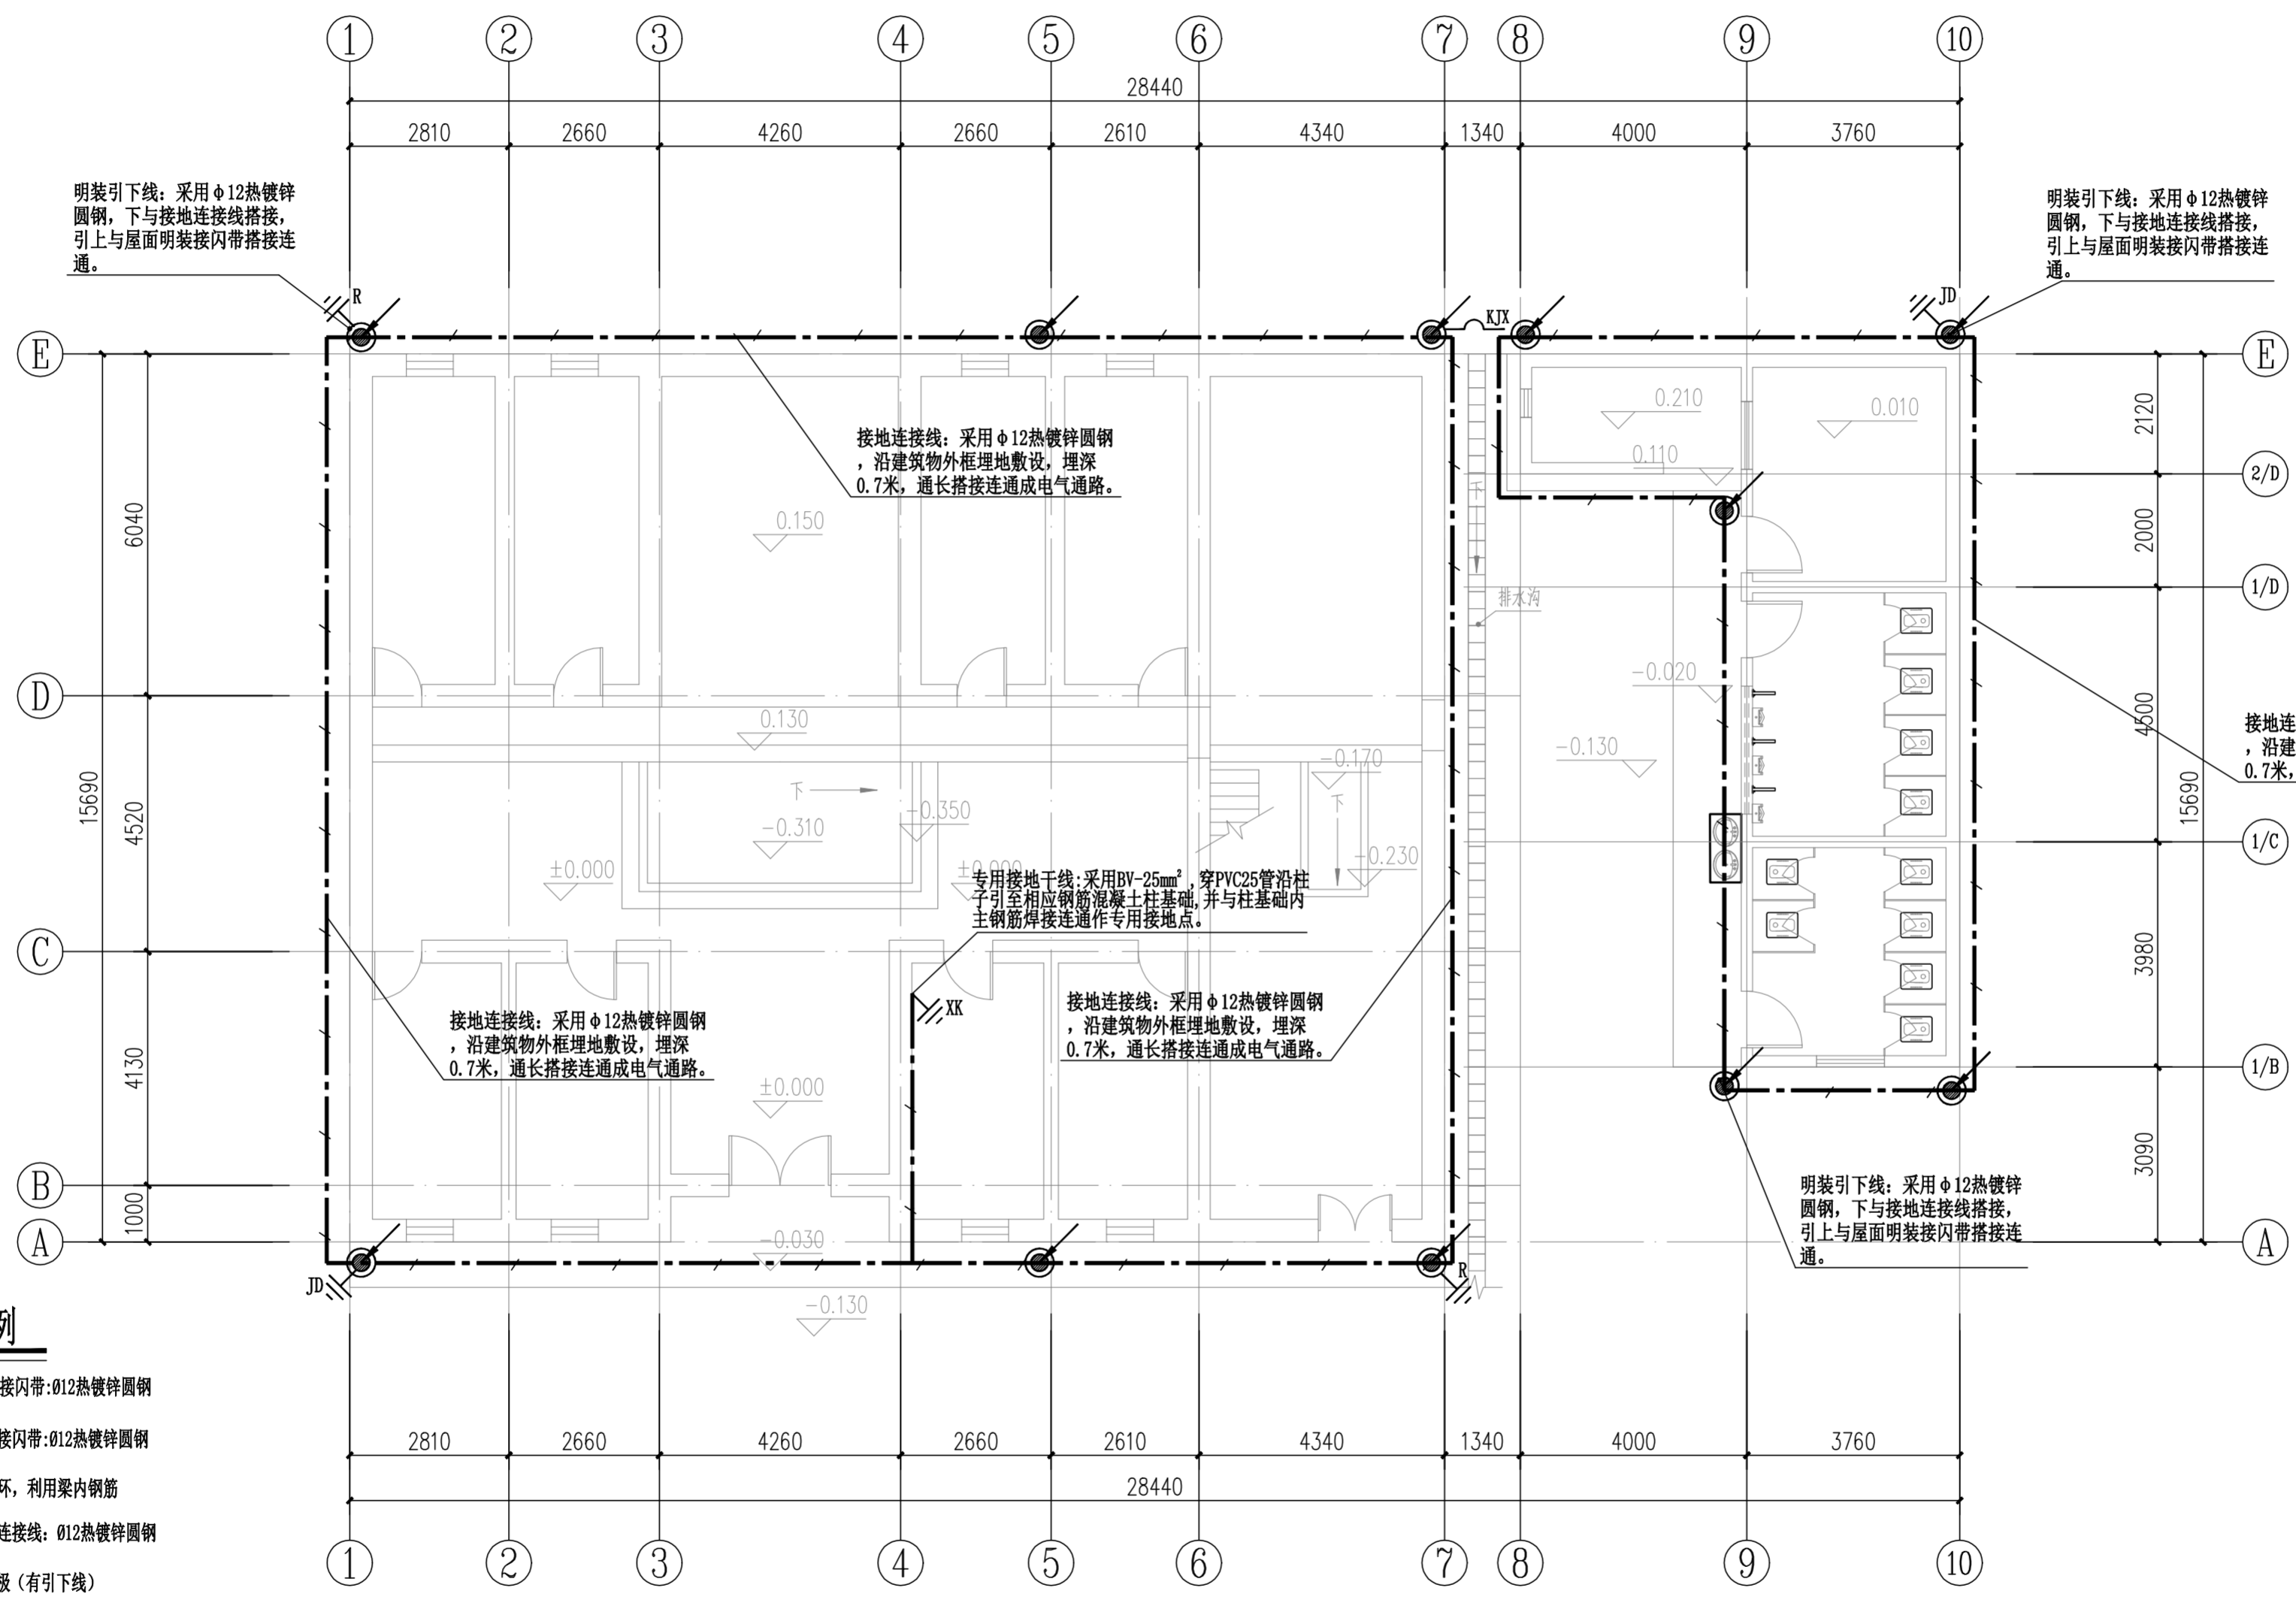 1
2
3
4
5
6
7
8
9
10
28440
2810
2660
4260
2660
2610
4340
1340
4000
3760
明装引下线：采用φ12热镀锌
圆钢，下与接地连接线搭接，
引上与屋面明装接闪带搭接连
通。
明装引下线：采用φ12热镀锌
圆钢，下与接地连接线搭接，
引上与屋面明装接闪带搭接连
通。
R
KJX
JD
E
E
接地连接线：采用φ12热镀锌圆钢
，沿建筑物外框埋地敷设，埋深
0.7米，通长搭接连通成电气通路。
0.210
0.010
0.110
2120
2/D
6040
0.150
下
2000
排水沟
1/D
D
-0.020
4500
0.130
-0.130
-0.170
接地连
，沿建
0.7米，
15690
4520
下
-0.350
-0.310
下
15690
±0.000
±0.000
-0.230
1/C
专用接地干线:采用BV-25mm²,穿PVC25管沿柱
子引至相应钢筋混凝土柱基础,并与柱基础内
主钢筋焊接连通作专用接地点。
C
3980
XK
接地连接线：采用φ12热镀锌圆钢
，沿建筑物外框埋地敷设，埋深
0.7米，通长搭接连通成电气通路。
接地连接线：采用φ12热镀锌圆钢
，沿建筑物外框埋地敷设，埋深
0.7米，通长搭接连通成电气通路。
4130
±0.000
1/B
3090
B
明装引下线：采用φ12热镀锌
圆钢，下与接地连接线搭接，
引上与屋面明装接闪带搭接连
通。
1000
A
-0.030
A
JD
R
-0.130
例
接闪带:Ø12热镀锌圆钢
接闪带:Ø12热镀锌圆钢
环，利用梁内钢筋
连接线：Ø12热镀锌圆钢
极（有引下线）
2810
2660
4260
2660
2610
4340
1340
4000
3760
28440
1
2
3
4
5
6
7
8
9
10